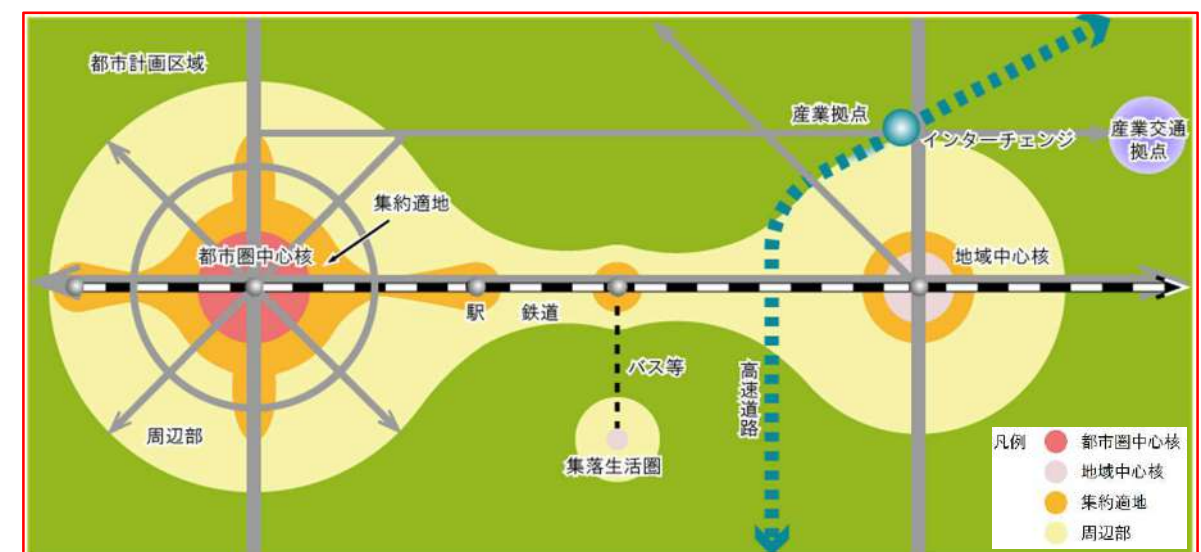 都市計画区域
産業拠点
インターチェンジ
産業交通
拠点
集約適地
都市圏中心核
地域中心核
駅
鉄道
バス等
高速道路
周辺部
集落生活圏
凡例
都市圏中心核
地域中心核
集約適地
周辺部